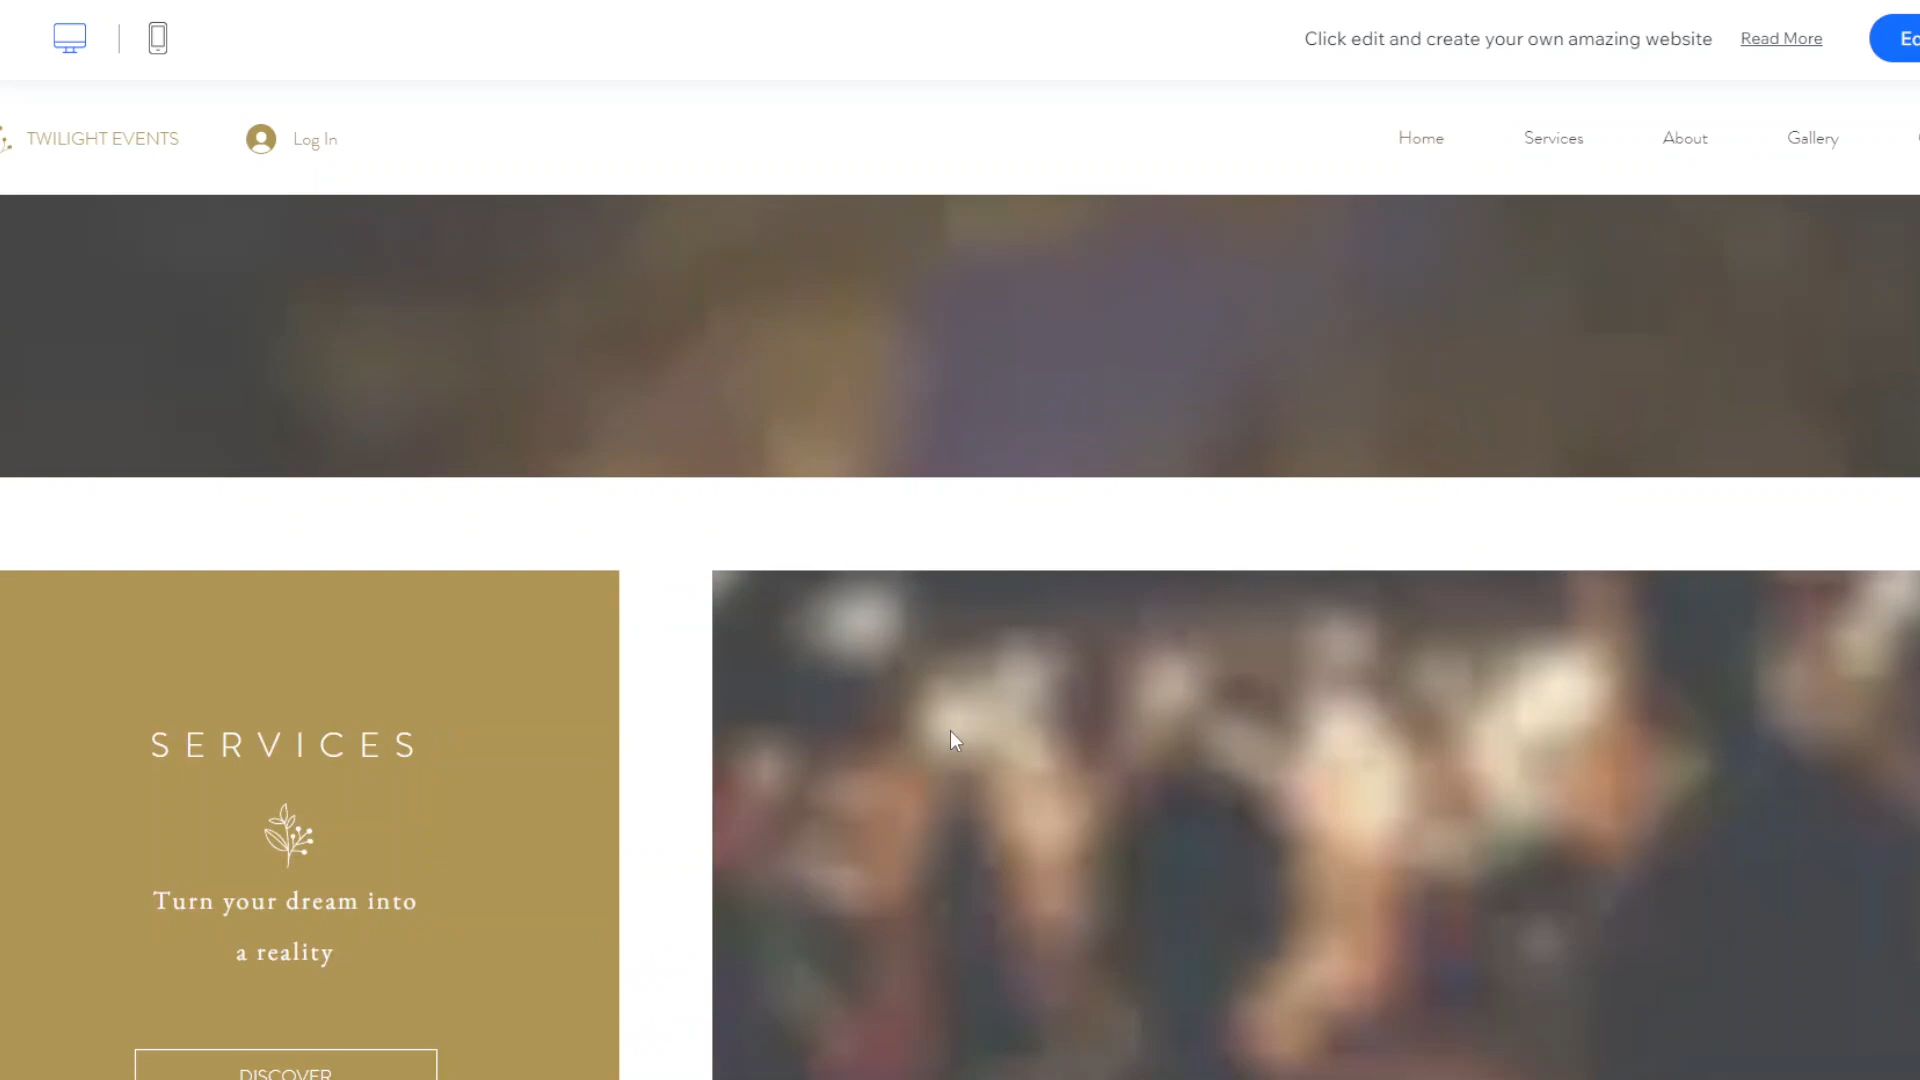 Click edit and create your own amazing website Read More
TWILIGHT EVENTS Log In Home Services About Gallery
SERVICES
Turn your dream into
a reality
DISCOVER